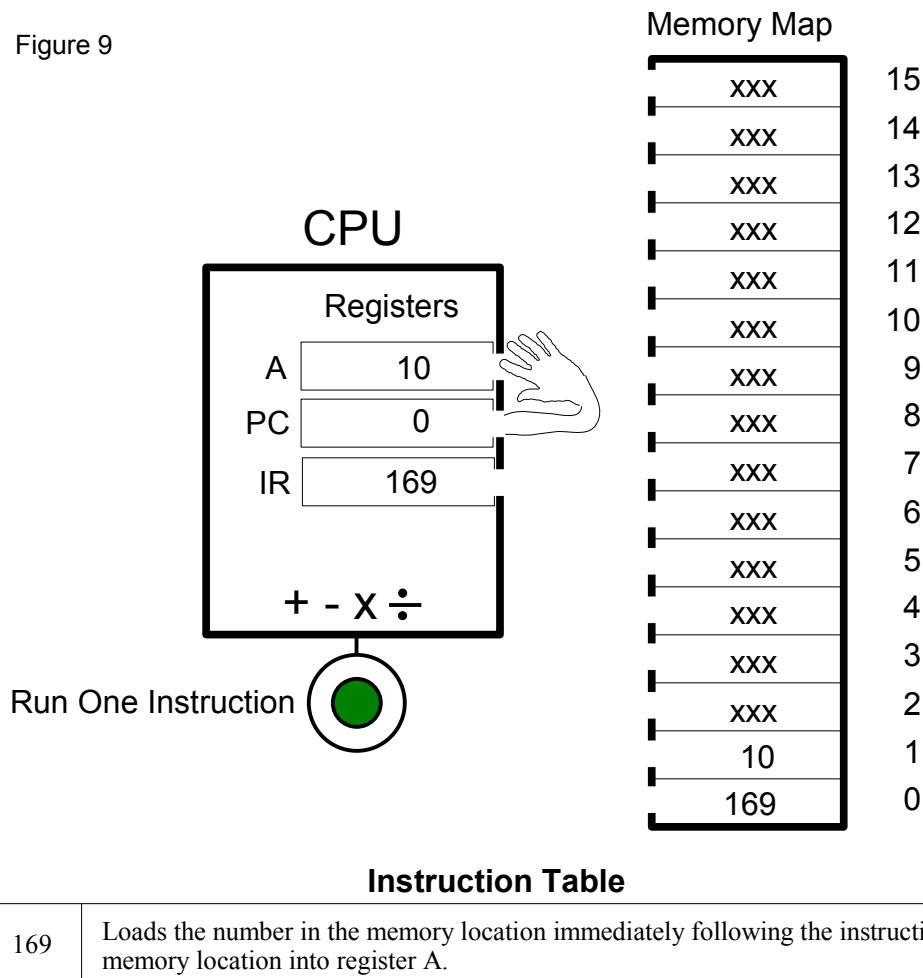 Figure 9
Memory Map
xxx 15
xxx 14
xxx 13
xxx 12
xxx 11
xxx 10
xxx 9
xxx 8
xxx 7
xxx 6
xxx 5
xxx 4
xxx 3
xxx 2
10 1
169 0
CPU
Registers
A 10
PC 0
IR 169
+ - x ÷
Run One Instruction
Instruction Table
169 Loads the number in the memory location immediately following the instructi
memory location into register A.